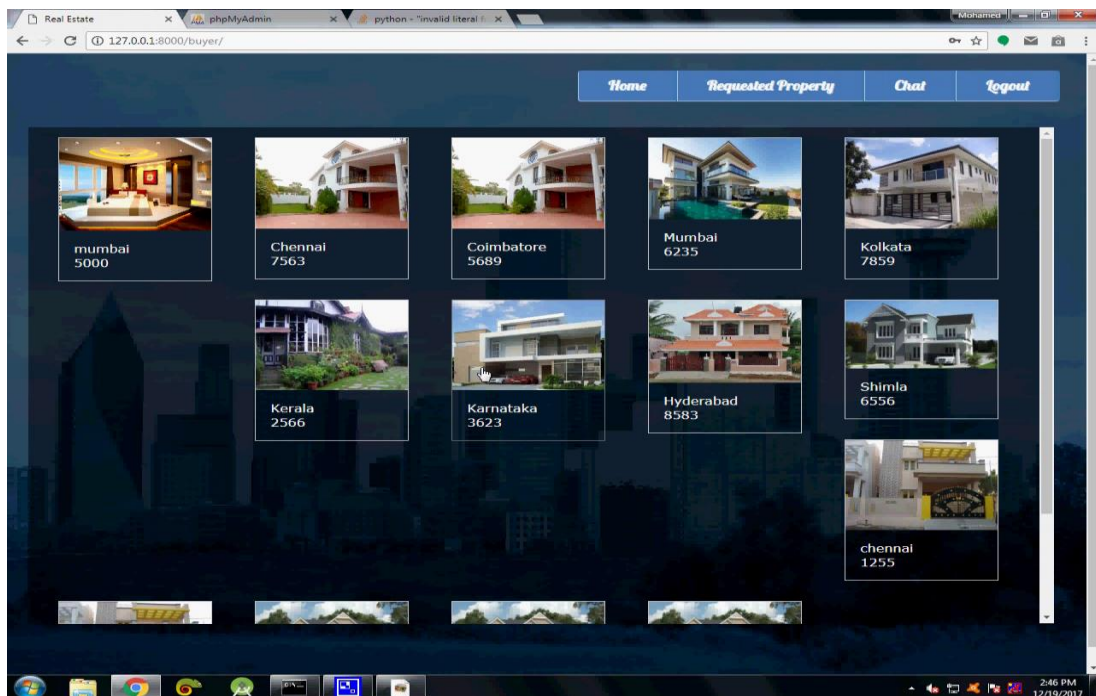 Real Estate
phpMyAdmin
python - "invalid literal f
Mohamed
127.0.0.1:8000/buyer/
Home
Requested Property
Chat
Logout
mumbai
5000
Chennai
7563
Coimbatore
5689
Mumbai
6235
Kolkata
7859
Kerala
2566
Karnataka
3623
Hyderabad
8583
Shimla
6556
chennai
1255
2:46 PM
12/19/2017